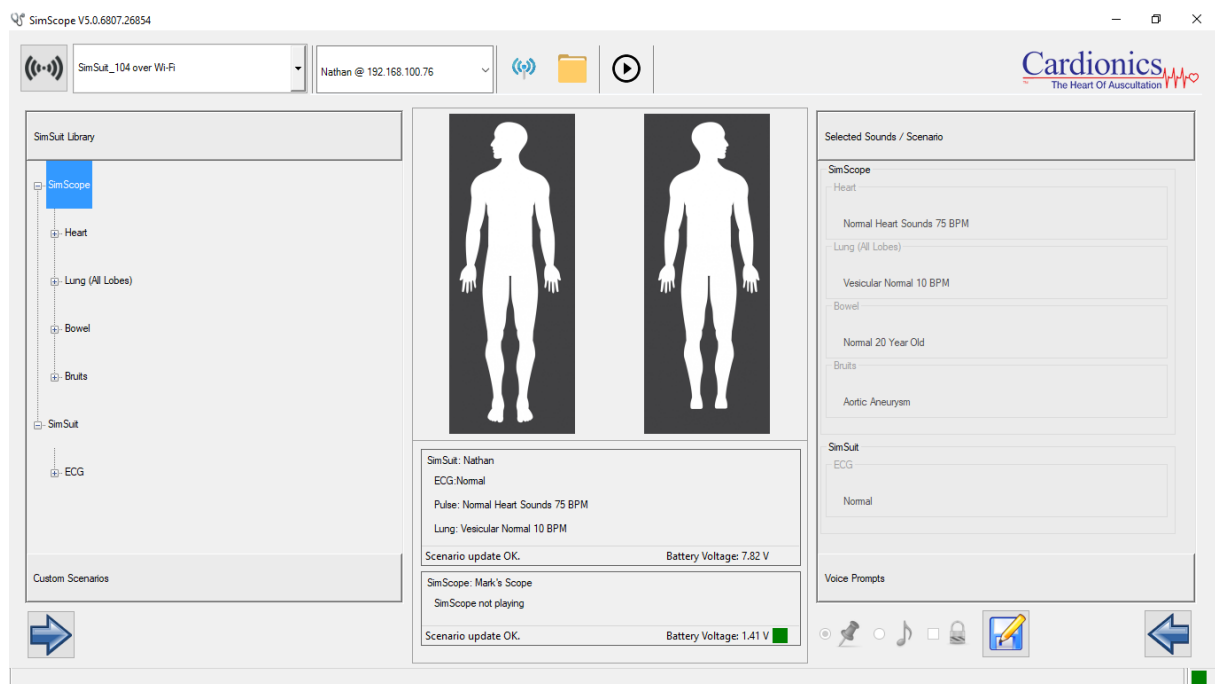 SimScope V5.0.6807.26854
SimSuit_104 over Wi-Fi
Nathan @ 192.168.100.76
Cardionics
™ The Heart Of Auscultation
SimSuit Library
SimScope
Heart
Lung (All Lobes)
Bowel
Bruits
SimSuit
ECG
Custom Scenarios
SimSuit: Nathan
ECG:Normal
Pulse: Normal Heart Sounds 75 BPM
Lung: Vesicular Normal 10 BPM
Scenario update OK. Battery Voltage: 7.82 V
SimScope: Mark's Scope
SimScope not playing
Scenario update OK. Battery Voltage: 1.41 V
Selected Sounds / Scenario
SimScope
Heart
Normal Heart Sounds 75 BPM
Lung (All Lobes)
Vesicular Normal 10 BPM
Bowel
Normal 20 Year Old
Bruits
Aortic Aneurysm
SimSuit
ECG
Normal
Voice Prompts